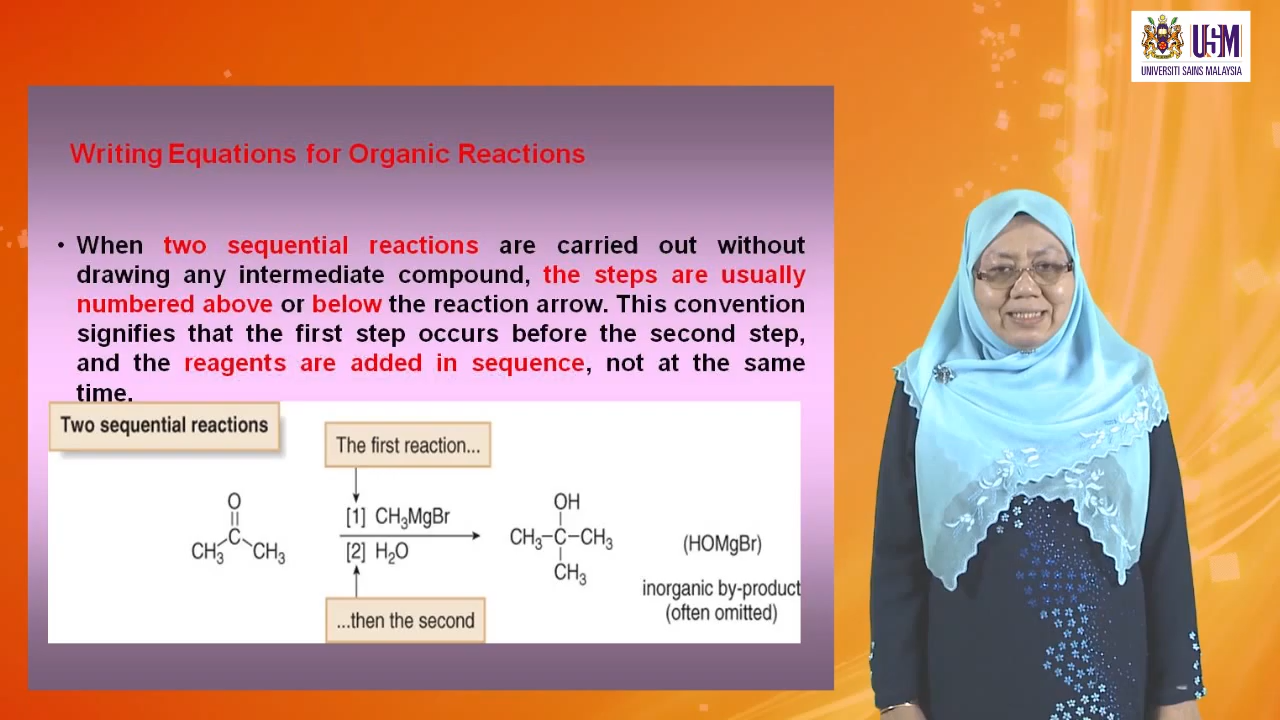 USM
UNIVERSITI SAINS MALAYSIA
Writing Equations for Organic Reactions
• When two sequential reactions are carried out without
drawing any intermediate compound, the steps are usually
numbered above or below the reaction arrow. This convention
signifies that the first step occurs before the second step,
and the reagents are added in sequence, not at the same
time.
Two sequential reactions
The first reaction...
O
C
CH₃ CH₃
[1] CH₃MgBr
[2] H₂O
...then the second
OH
CH₃–C–CH₃
CH₃
(HOMgBr)
inorganic by-product
(often omitted)